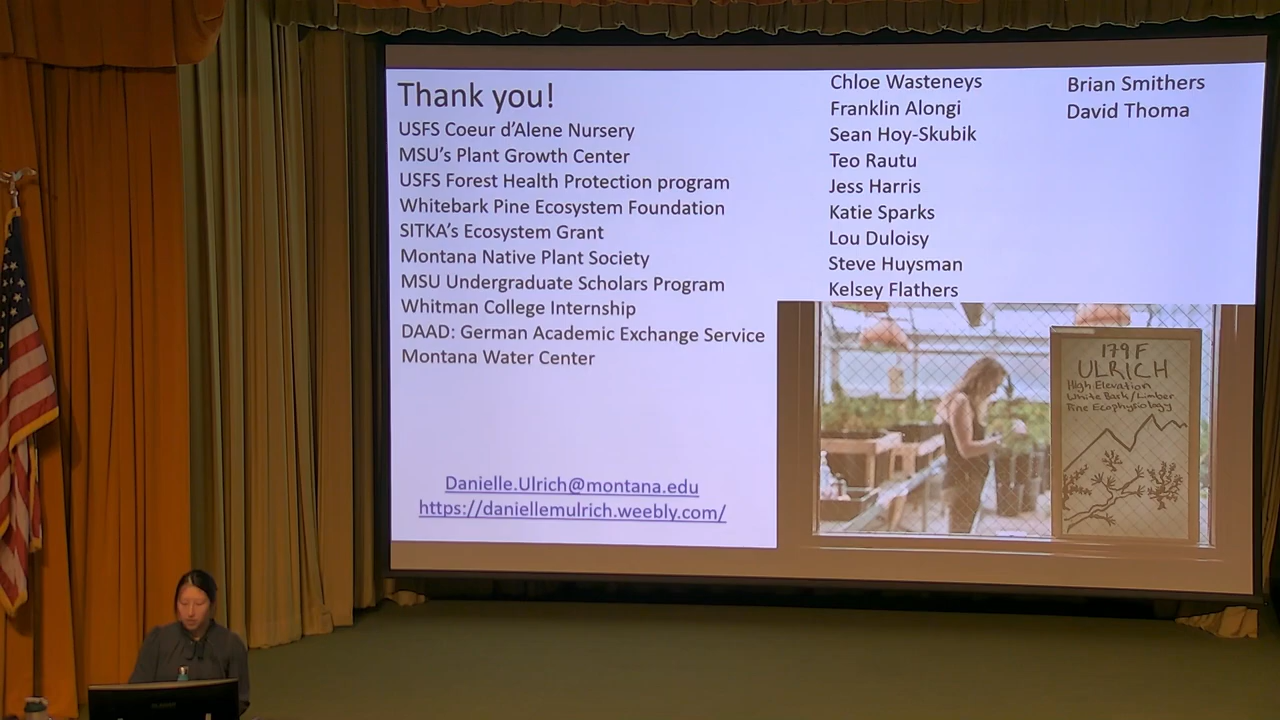 Thank you!
USFS Coeur d'Alene Nursery
MSU's Plant Growth Center
USFS Forest Health Protection program
Whitebark Pine Ecosystem Foundation
SITKA's Ecosystem Grant
Montana Native Plant Society
MSU Undergraduate Scholars Program
Whitman College Internship
DAAD: German Academic Exchange Service
Montana Water Center
Danielle.Ulrich@montana.edu
https://daniellemulrich.weebly.com/
Chloe Wasteneys
Franklin Alongi
Sean Hoy-Skubik
Teo Rautu
Jess Harris
Katie Sparks
Lou Duloisy
Steve Huysman
Kelsey Flathers
Brian Smithers
David Thoma
179F
ULRICH
High Elevation
White Bark/Limber
Pine Ecophysiology